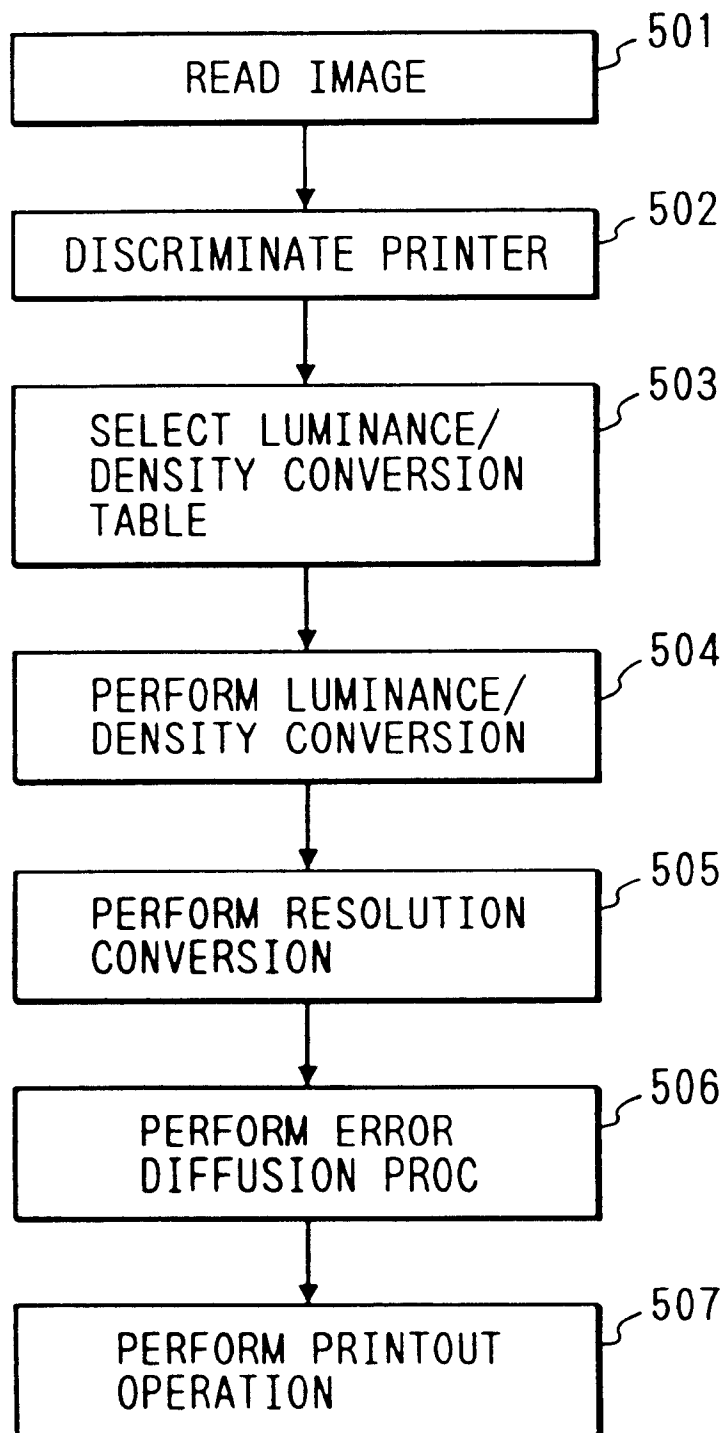 501
READ IMAGE
502
DISCRIMINATE PRINTER
503
SELECT LUMINANCE/
DENSITY CONVERSION
TABLE
504
PERFORM LUMINANCE/
DENSITY CONVERSION
505
PERFORM RESOLUTION
CONVERSION
506
PERFORM ERROR
DIFFUSION PROC
507
PERFORM PRINTOUT
OPERATION